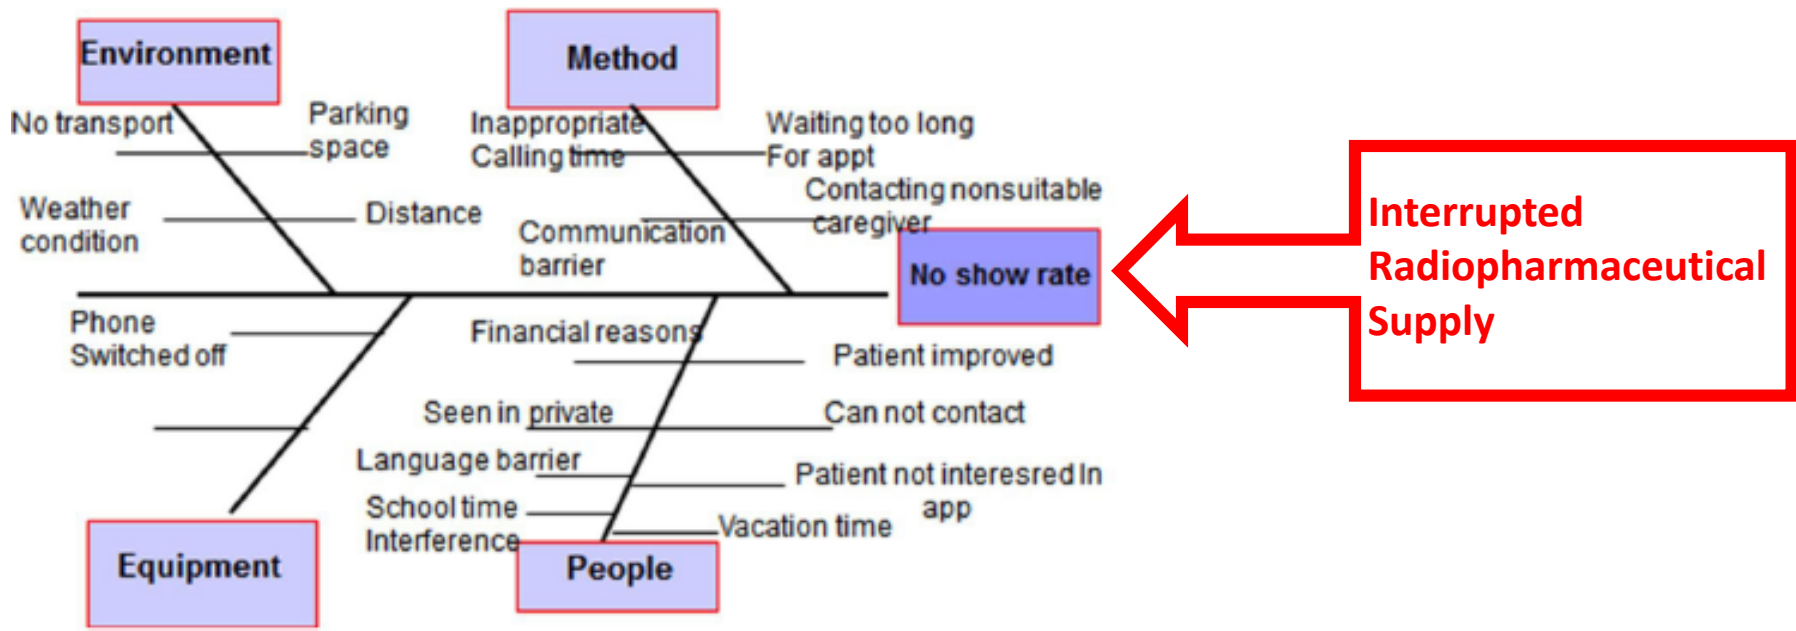 Environment
Method
No transport
Parking
space
Inappropriate
Calling time
Waiting too long
For appt
Weather
condition
Distance
Communication
barrier
Contacting nonsuitable
caregiver
No show rate
Interrupted
Radiopharmaceutical
Supply
Phone
Switched off
Financial reasons
Patient improved
Seen in private
Can not contact
Language barrier
Patient not interesred In
app
School time
Interference
Vacation time
Equipment
People